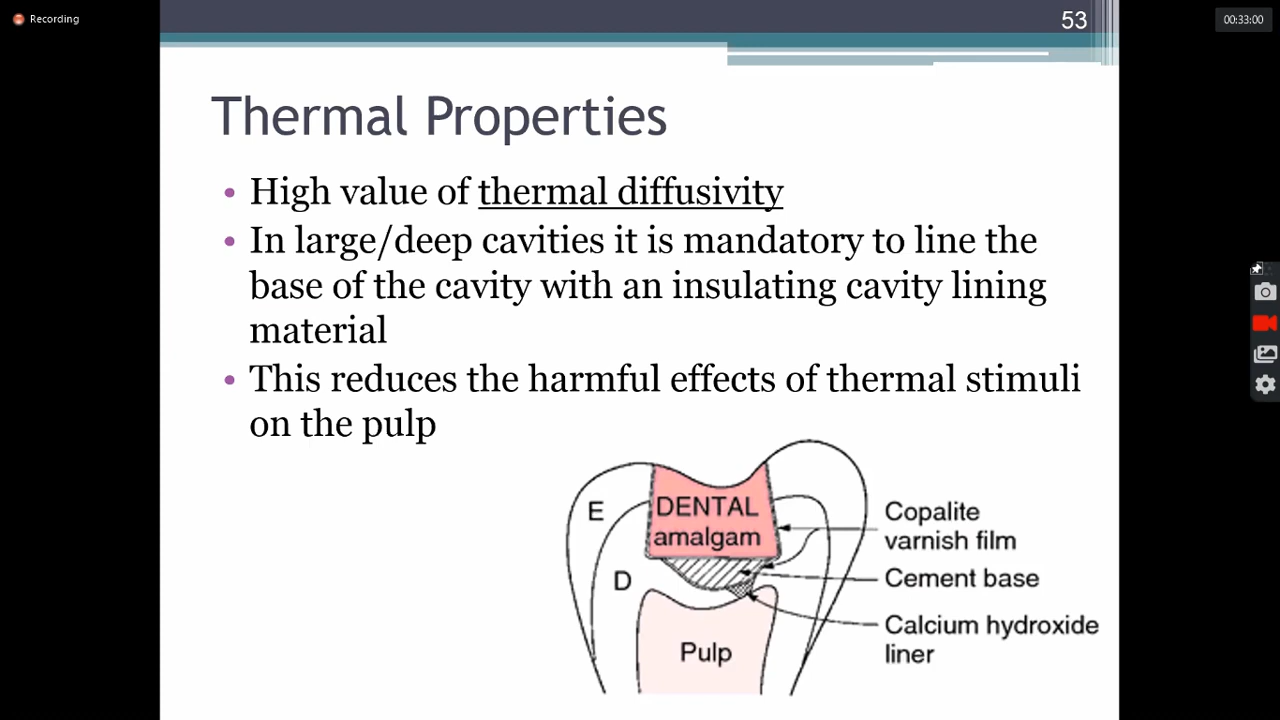 Recording
53
00:33:00
Thermal Properties
• High value of thermal diffusivity
• In large/deep cavities it is mandatory to line the
base of the cavity with an insulating cavity lining
material
• This reduces the harmful effects of thermal stimuli
on the pulp
E
DENTAL
amalgam
D
Pulp
Copalite
varnish film
Cement base
Calcium hydroxide
liner